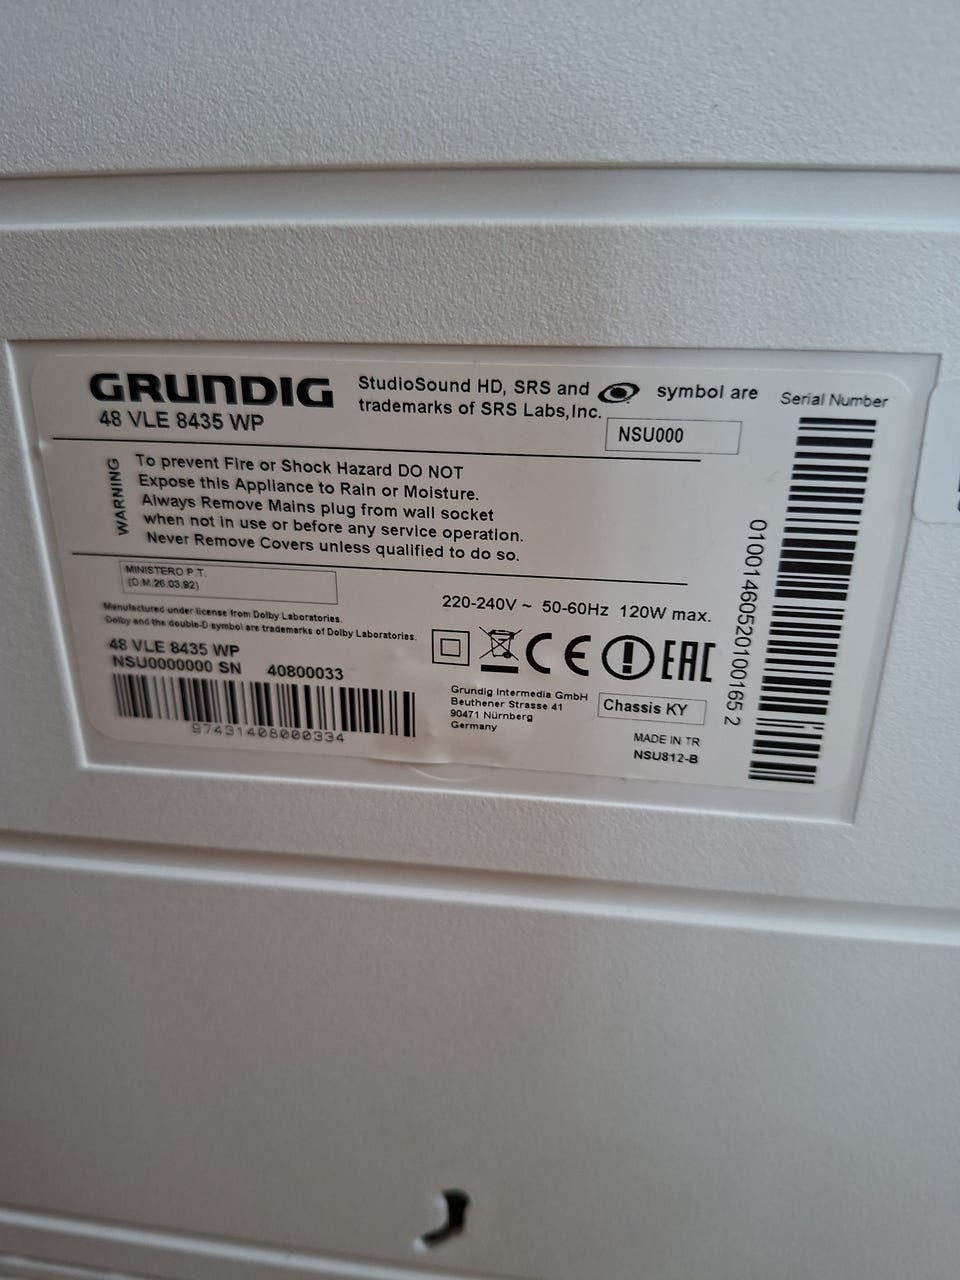 GRUNDIG
48 VLE 8435 WP
StudioSound HD, SRS and symbol are
trademarks of SRS Labs,Inc.
NSU000
Serial Number
WARNING
To prevent Fire or Shock Hazard DO NOT
Expose this Appliance to Rain or Moisture.
Always Remove Mains plug from wall socket
when not in use or before any service operation.
Never Remove Covers unless qualified to do so.
MINISTERO P.T.
(D.M.26.03.92)
Manufactured under license from Dolby Laboratories.
Dolby and the double-D symbol are trademarks of Dolby Laboratories.
220-240V ~ 50-60Hz 120W max.
48 VLE 8435 WP
NSU0000000 SN 40800033
97431408000334
CE
EAC
Grundig Intermedia GmbH
Beuthener Strasse 41
90471 Nürnberg
Germany
Chassis KY
MADE IN TR
NSU812-B
01001460520100165 2